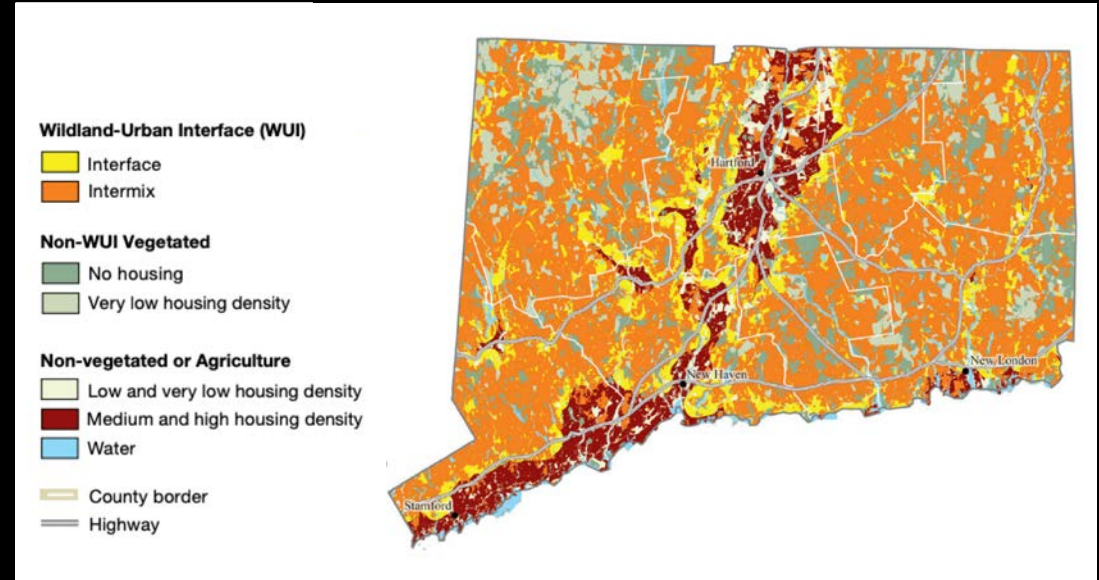 Wildland-Urban Interface (WUI)
Interface
Intermix
Non-WUI Vegetated
No housing
Very low housing density
Non-vegetated or Agriculture
Low and very low housing density
Medium and high housing density
Water
County border
Highway
Hartford
New London
New Haven
Stamford